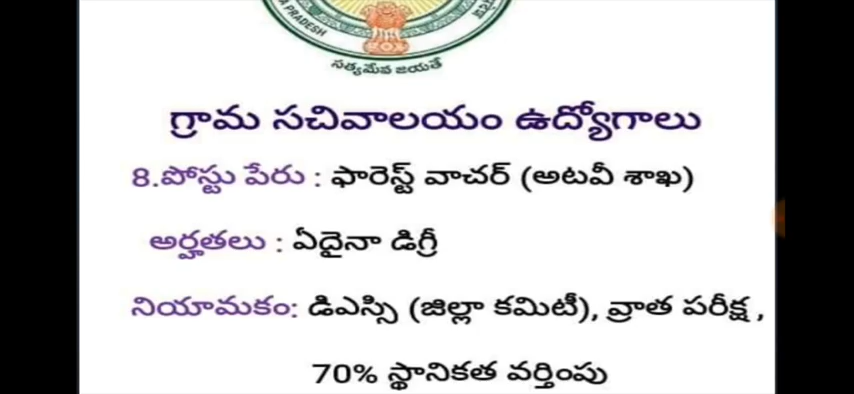 PRADESH
సత్యమేవ జయతే
గ్రామ సచివాలయం ఉద్యోగాలు
8.పోస్టు పేరు : ఫారెస్ట్ వాచర్ (అటవీ శాఖ)
అర్హతలు : ఏదైనా డిగ్రీ
నియామకం: డిఎస్సి (జిల్లా కమిటీ), వ్రాత పరీక్ష ,
70% స్థానికత వర్తింపు